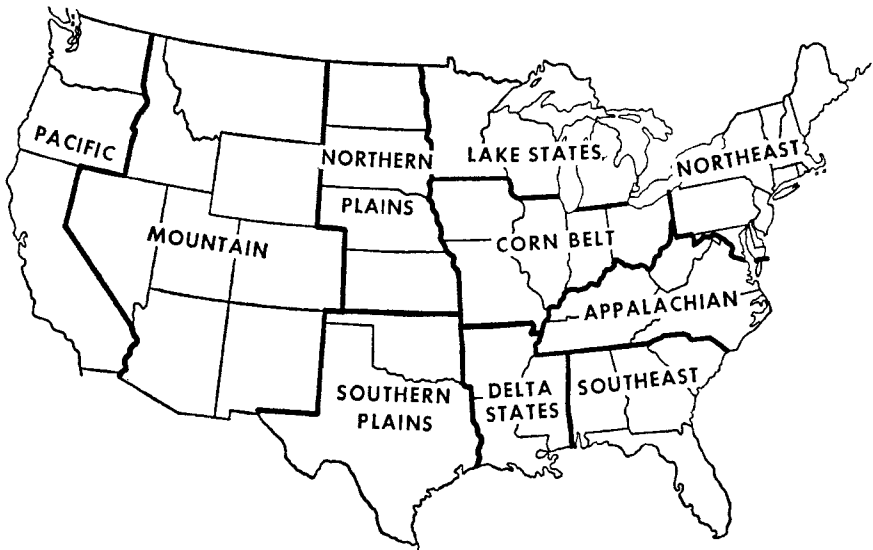 PACIFIC
MOUNTAIN
NORTHERN
PLAINS
LAKE STATES
CORN BELT
NORTHEAST
APPALACHIAN
SOUTHERN
PLAINS
DELTA
STATES
SOUTHEAST